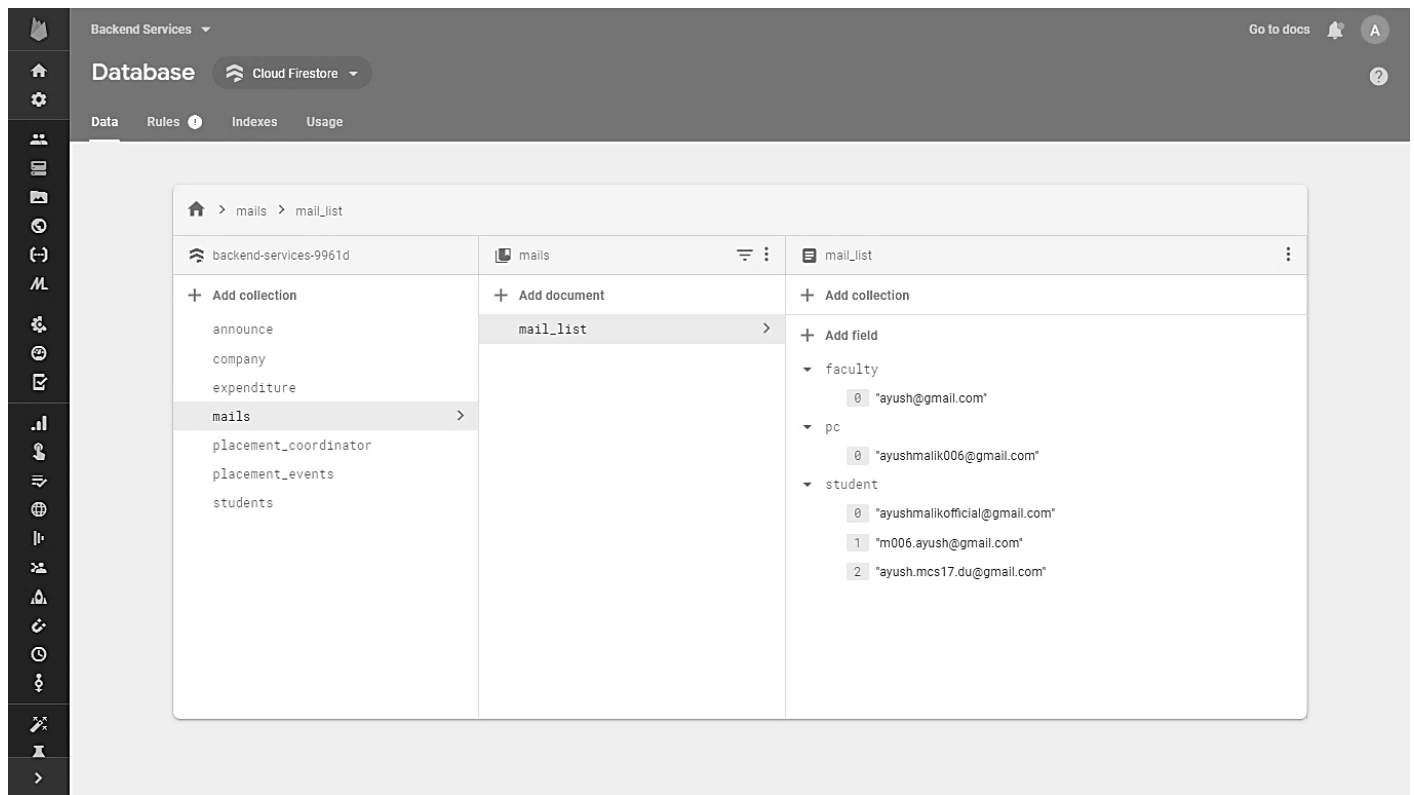 Backend Services
Go to docs
A
Database
Cloud Firestore
Data Rules Indexes Usage
mails mail_list
backend-services-9961d
mails
mail_list
Add collection
Add document
Add collection
announce
company
expenditure
mails
placement_coordinator
placement_events
students
mail_list
Add field
faculty
0 "ayush@gmail.com"
pc
0 "ayushmalik006@gmail.com"
student
0 "ayushmalikofficial@gmail.com"
1 "m006.ayush@gmail.com"
2 "ayush.mcs17.du@gmail.com"